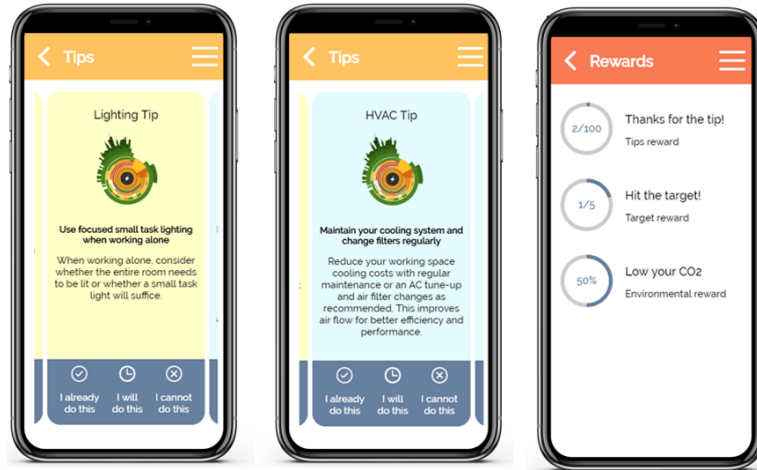 Tips
Lighting Tip
Use focused small task lighting
when working alone
When working alone, consider
whether the entire room needs
to be lit or whether a small task
light will suffice.
I already
do this
I will
do this
I cannot
do this
Tips
HVAC Tip
Maintain your cooling system and
change filters regularly
Reduce your working space
cooling costs with regular
maintenance or an AC tune-up
and air filter changes as
recommended. This improves
air flow for better efficiency and
performance.
I already
do this
I will
do this
I cannot
do this
Rewards
2/100
Thanks for the tip!
Tips reward
1/5
Hit the target!
Target reward
50%
Low your CO2
Environmental reward